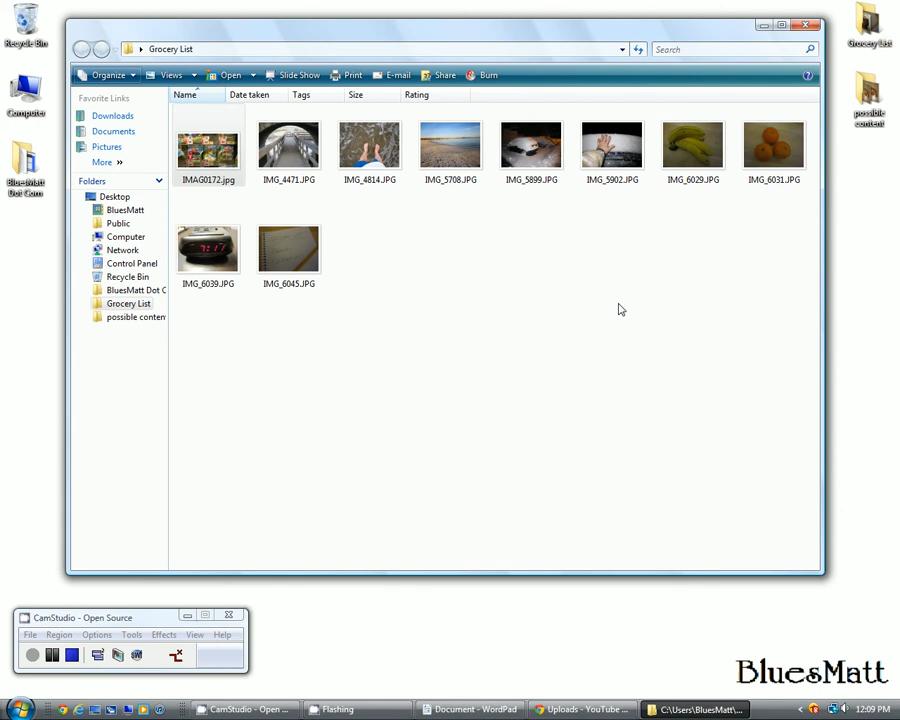 Recycle Bin
Computer
BluesMatt
Dot Com
Grocery List
possible
content
Grocery List
Search
Organize
Views
Open
Slide Show
Print
E-mail
Share
Burn
Favorite Links
Downloads
Documents
Pictures
More »
Folders
Desktop
BluesMatt
Public
Computer
Network
Control Panel
Recycle Bin
BluesMatt Dot C
Grocery List
possible conten
Name
Date taken
Tags
Size
Rating
IMAG0172.jpg
IMG_4471.JPG
IMG_4814.JPG
IMG_5708.JPG
IMG_5899.JPG
IMG_5902.JPG
IMG_6029.JPG
IMG_6031.JPG
9:17
IMG_6039.JPG
IMG_6045.JPG
CamStudio - Open Source
File Region Options Tools Effects View Help
BluesMatt
CamStudio - Open ...
Flashing
Document - WordPad
Uploads - YouTube ...
C:\Users\BluesMatt\...
12:09 PM